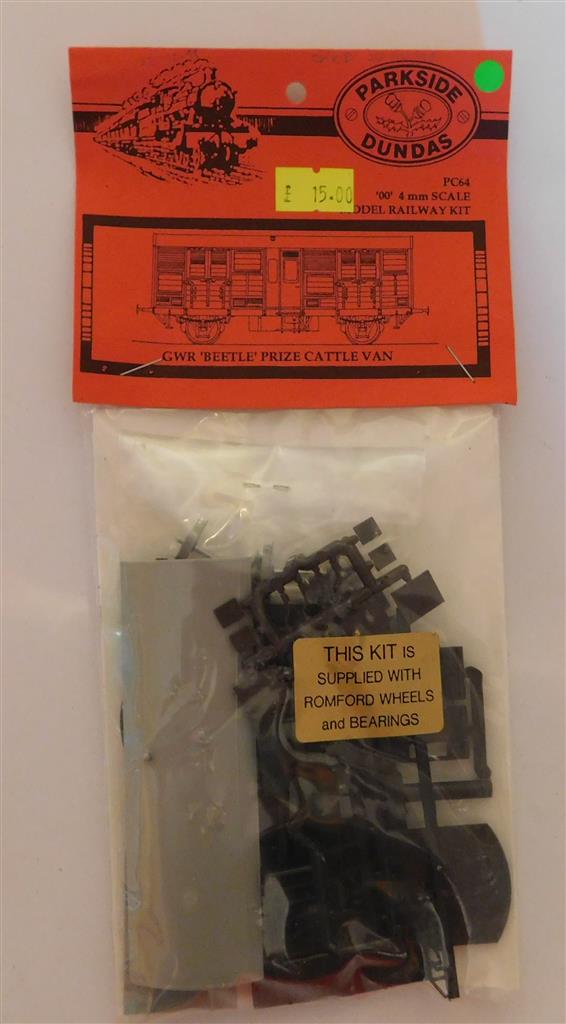 PARKSIDE
DUNDAS
PC64
'00' 4 mm SCALE
MODEL RAILWAY KIT
£ 15.00
GWR 'BEETLE' PRIZE CATTLE VAN
THIS KIT IS
SUPPLIED WITH
ROMFORD WHEELS
and BEARINGS